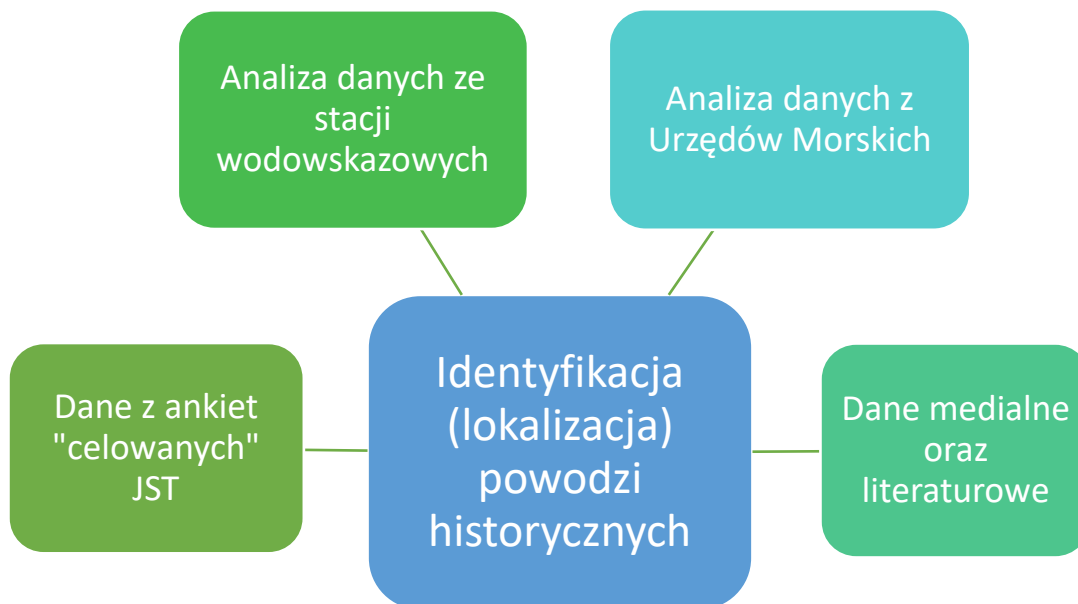 Analiza danych ze
stacji
wodowskazowych
Analiza danych z
Urzędów Morskich
Dane z ankiet
"celowanych"
JST
Identyfikacja
(lokalizacja)
powodzi
historycznych
Dane medialne
oraz
literaturowe